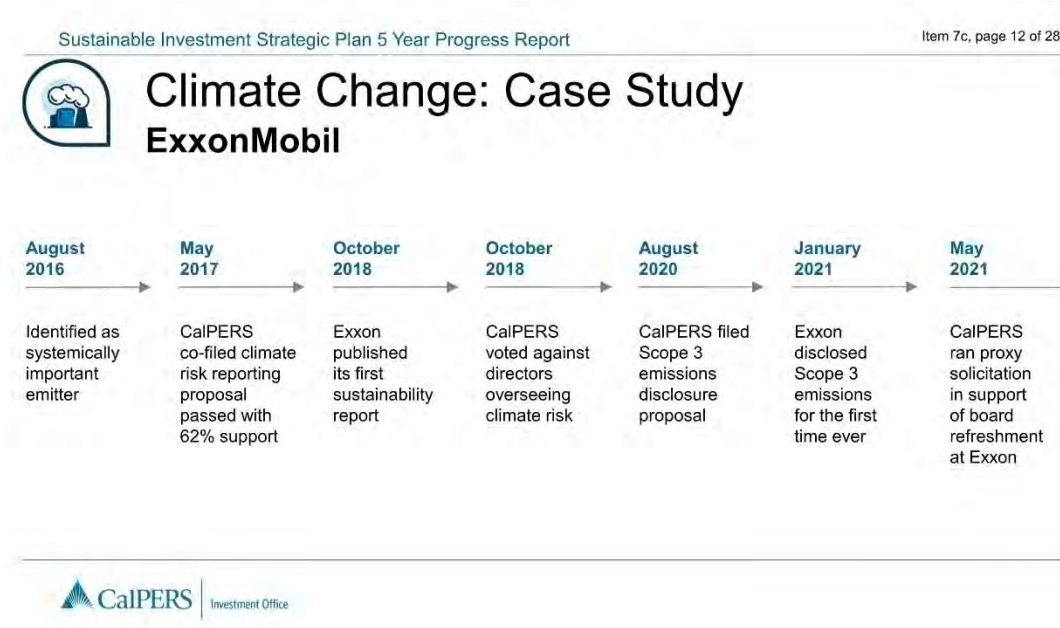 Sustainable Investment Strategic Plan 5 Year Progress Report
Item 7c, page 12 of 28
Climate Change: Case Study
ExxonMobil
August
2016
Identified as
systemically
important
emitter
May
2017
CalPERS
co-filed climate
risk reporting
proposal
passed with
62% support
October
2018
Exxon
published
its first
sustainability
report
October
2018
CalPERS
voted against
directors
overseeing
climate risk
August
2020
CalPERS filed
Scope 3
emissions
disclosure
proposal
January
2021
Exxon
disclosed
Scope 3
emissions
for the first
time ever
May
2021
CalPERS
ran proxy
solicitation
in support
of board
refreshment
at Exxon
CalPERS
Investment Office